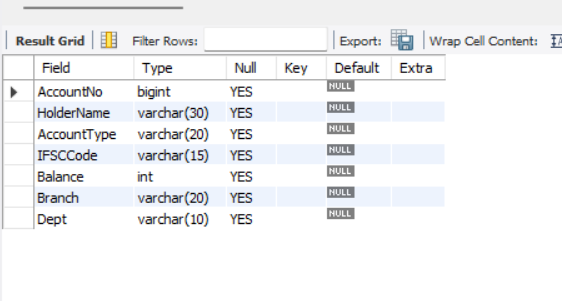 Result Grid Filter Rows: Export: Wrap Cell Content:
Field Type Null Key Default Extra
AccountNo bigint YES NULL
HolderName varchar(30) YES NULL
AccountType varchar(20) YES NULL
IFSCCode varchar(15) YES NULL
Balance int YES NULL
Branch varchar(20) YES NULL
Dept varchar(10) YES NULL